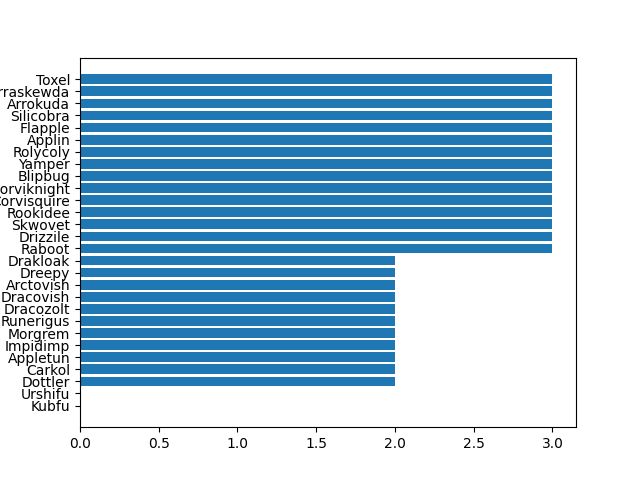 Toxel
rraskewda
Arrokuda
Silicobra
Flapple
Applin
Rolycoly
Yamper
Blipbug
orviknight
Corvisquire
Rookidee
Skwovet
Drizzile
Raboot
Drakloak
Dreepy
Arctovish
Dracovish
Dracozolt
Runerigus
Morgrem
Impidimp
Appletun
Carkol
Dottler
Urshifu
Kubfu
0.0 0.5 1.0 1.5 2.0 2.5 3.0